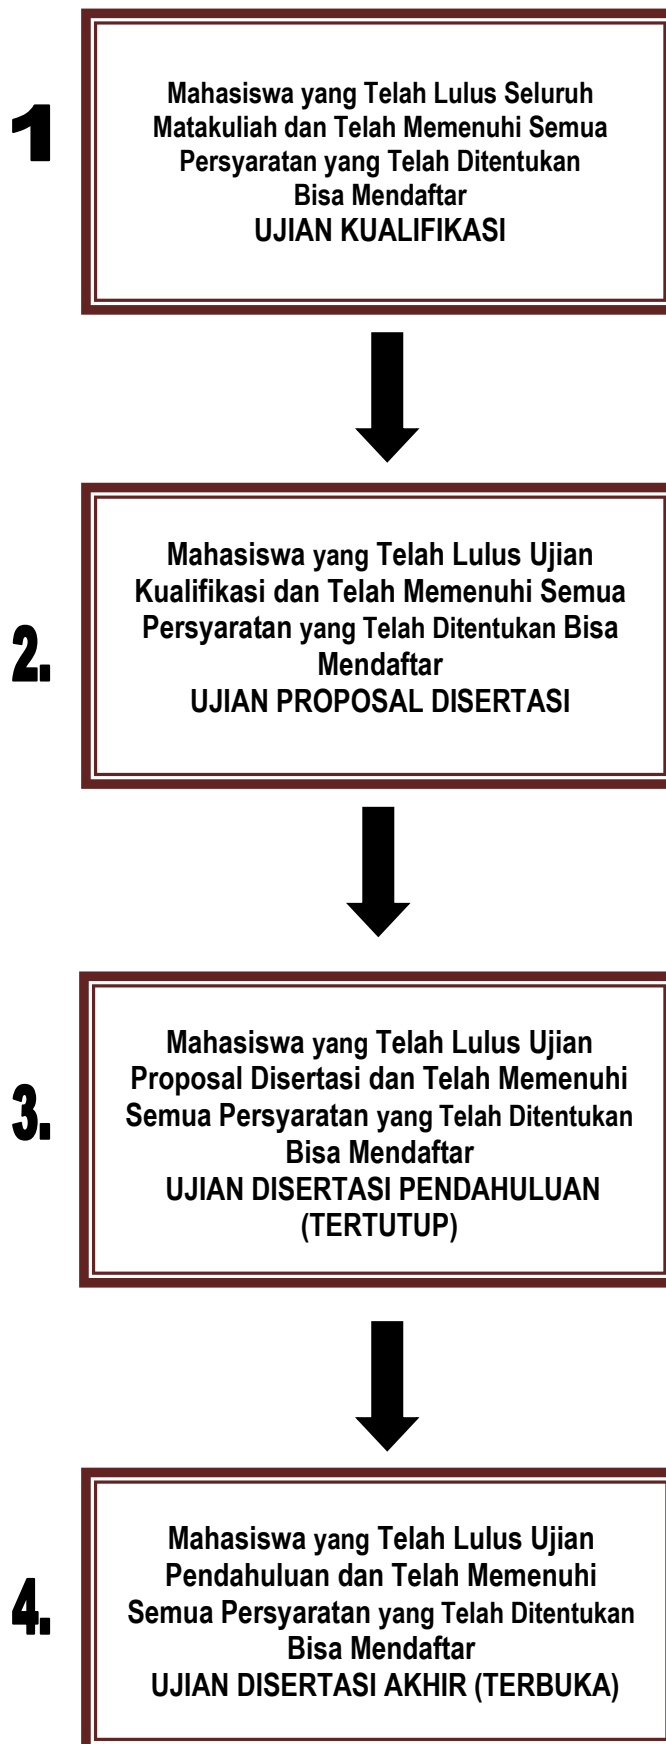 1
Mahasiswa yang Telah Lulus Seluruh
Matakuliah dan Telah Memenuhi Semua
Persyaratan yang Telah Ditentukan
Bisa Mendaftar
UJIAN KUALIFIKASI
2.
Mahasiswa yang Telah Lulus Ujian
Kualifikasi dan Telah Memenuhi Semua
Persyaratan yang Telah Ditentukan Bisa
Mendaftar
UJIAN PROPOSAL DISERTASI
3.
Mahasiswa yang Telah Lulus Ujian
Proposal Disertasi dan Telah Memenuhi
Semua Persyaratan yang Telah Ditentukan
Bisa Mendaftar
UJIAN DISERTASI PENDAHULUAN
(TERTUTUP)
4.
Mahasiswa yang Telah Lulus Ujian
Pendahuluan dan Telah Memenuhi
Semua Persyaratan yang Telah Ditentukan
Bisa Mendaftar
UJIAN DISERTASI AKHIR (TERBUKA)